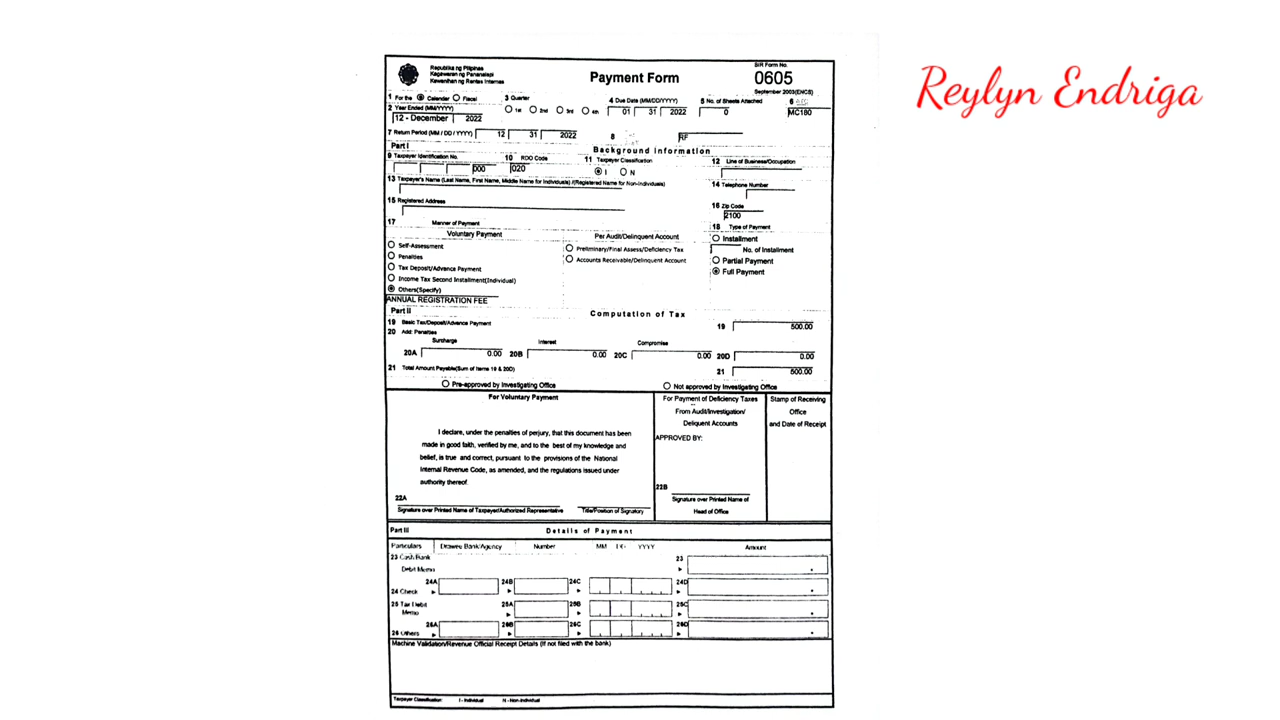 Reylyn Endriga
Republika ng Pilipinas
Kagawaran ng Pananalapi
Kawanihan ng Rentas Internas
Payment Form
BIR Form No.
0605
September 2003(ENCS)
1 For the Calendar Fiscal
3 Quarter
1st 2nd 3rd 4th
4 Due Date (MM/DD/YYYY)
01 31 2022
5 No. of Sheets Attached
0
6
MC180
2 Year Ended (MM/YYYY)
12 - December 2022
7 Return Period (MM / DD / YYYY) 12 31 2022
8 RF
Part I Background Information
9 Taxpayer Identification No.
000
10 RDO Code
020
11 Taxpayer Classification
I N
12 Line of Business/Occupation
13 Taxpayer's Name (Last Name, First Name, Middle Name for Individuals) /(Registered Name for Non-Individuals)
14 Telephone Number
15 Registered Address
16 Zip Code
2100
17 Manner of Payment
18 Type of Payment
Voluntary Payment
Per Audit/Delinquent Account
Self-Assessment
Penalties
Tax Deposit/Advance Payment
Income Tax Second Installment(Individual)
Others(Specify)
ANNUAL REGISTRATION FEE
Preliminary/Final Assess/Deficiency Tax
Accounts Receivable/Delinquent Account
Installment
No. of Installment
Partial Payment
Full Payment
Part II Computation of Tax
19 Basic Tax/Deposit/Advance Payment 19 500.00
20 Add: Penalties
Surcharge Interest Compromise
20A 0.00 20B 0.00 20C 0.00 20D 0.00
21 Total Amount Payable(Sum of Items 19 & 20D) 21 500.00
Pre-approved by Investigating Office Not approved by Investigating Office
For Voluntary Payment
I declare, under the penalties of perjury, that this document has been
made in good faith, verified by me, and to the best of my knowledge and
belief, is true and correct, pursuant to the provisions of the National
Internal Revenue Code, as amended, and the regulations issued under
authority thereof.
22A
Signature over Printed Name of Taxpayer/Authorized Representative Title/Position of Signatory
For Payment of Deficiency Taxes
From Audit/Investigation/
Deliquent Accounts
APPROVED BY:
22B
Signature over Printed Name of
Head of Office
Stamp of Receiving
Office
and Date of Receipt
Part III Details of Payment
Particulars Drawee Bank/Agency Number MM YYYY Amount
23 Cash/Bank 23
Debit Memo
24A 24B 24C 24D
24 Check
25 Tax Debit 25A 25B 25C
Memo
26A 26B 26C 26D
26 Others
Machine Validation/Revenue Official Receipt Details (If not filed with the bank)
Taxpayer Classification: I - Individual N - Non-Individual